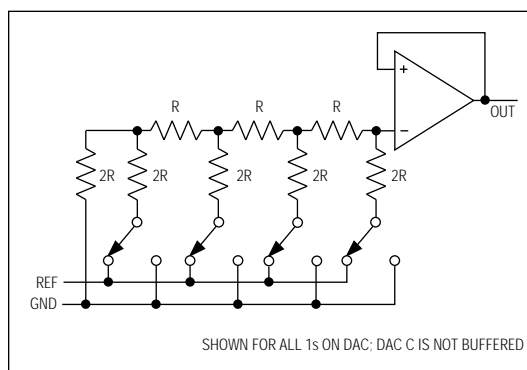 +
OUT
R R R
−
2R 2R 2R 2R 2R
REF
GND
SHOWN FOR ALL 1s ON DAC; DAC C IS NOT BUFFERED